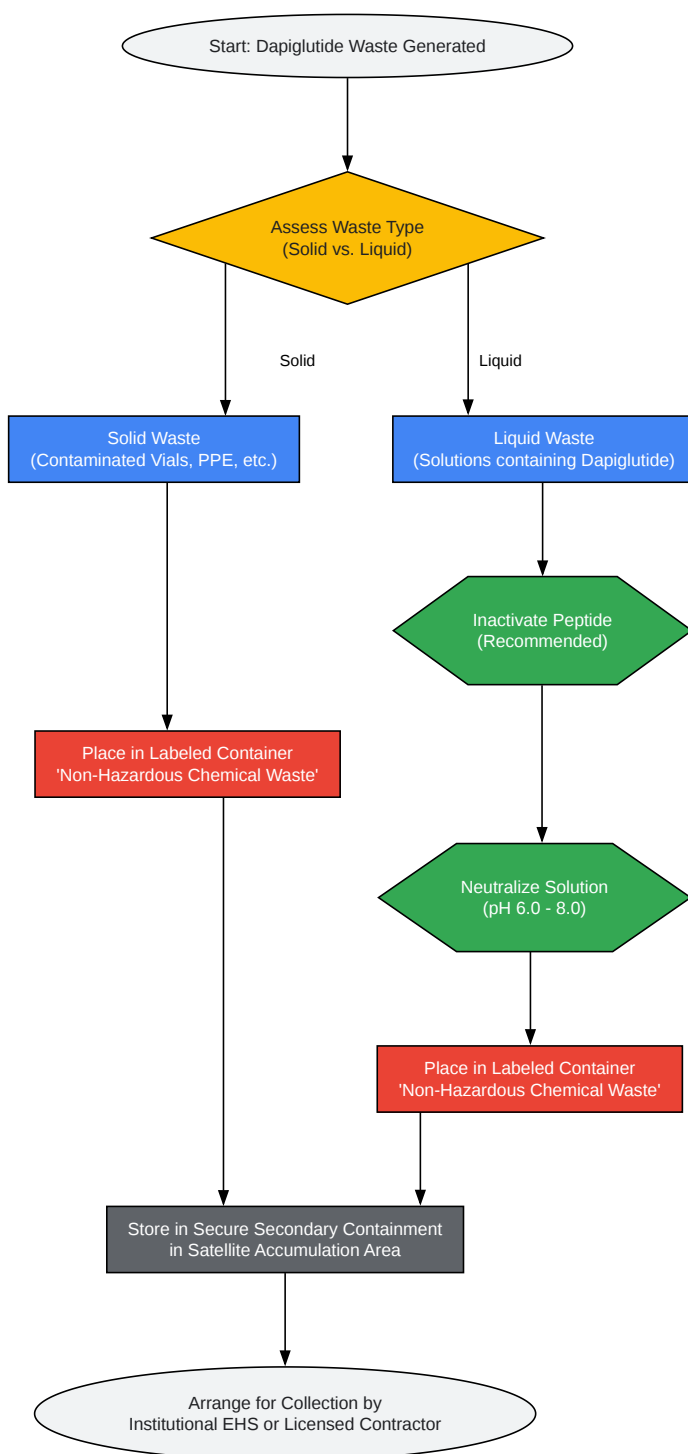 Start: Dapiglutide Waste Generated
Assess Waste Type
(Solid vs. Liquid)
Solid
Liquid
Solid Waste
(Contaminated Vials, PPE, etc.)
Liquid Waste
(Solutions containing Dapiglutide)
Inactivate Peptide
(Recommended)
Place in Labeled Container
'Non-Hazardous Chemical Waste'
Neutralize Solution
(pH 6.0 - 8.0)
Place in Labeled Container
'Non-Hazardous Chemical Waste'
Store in Secure Secondary Containment
in Satellite Accumulation Area
Arrange for Collection by
Institutional EHS or Licensed Contractor